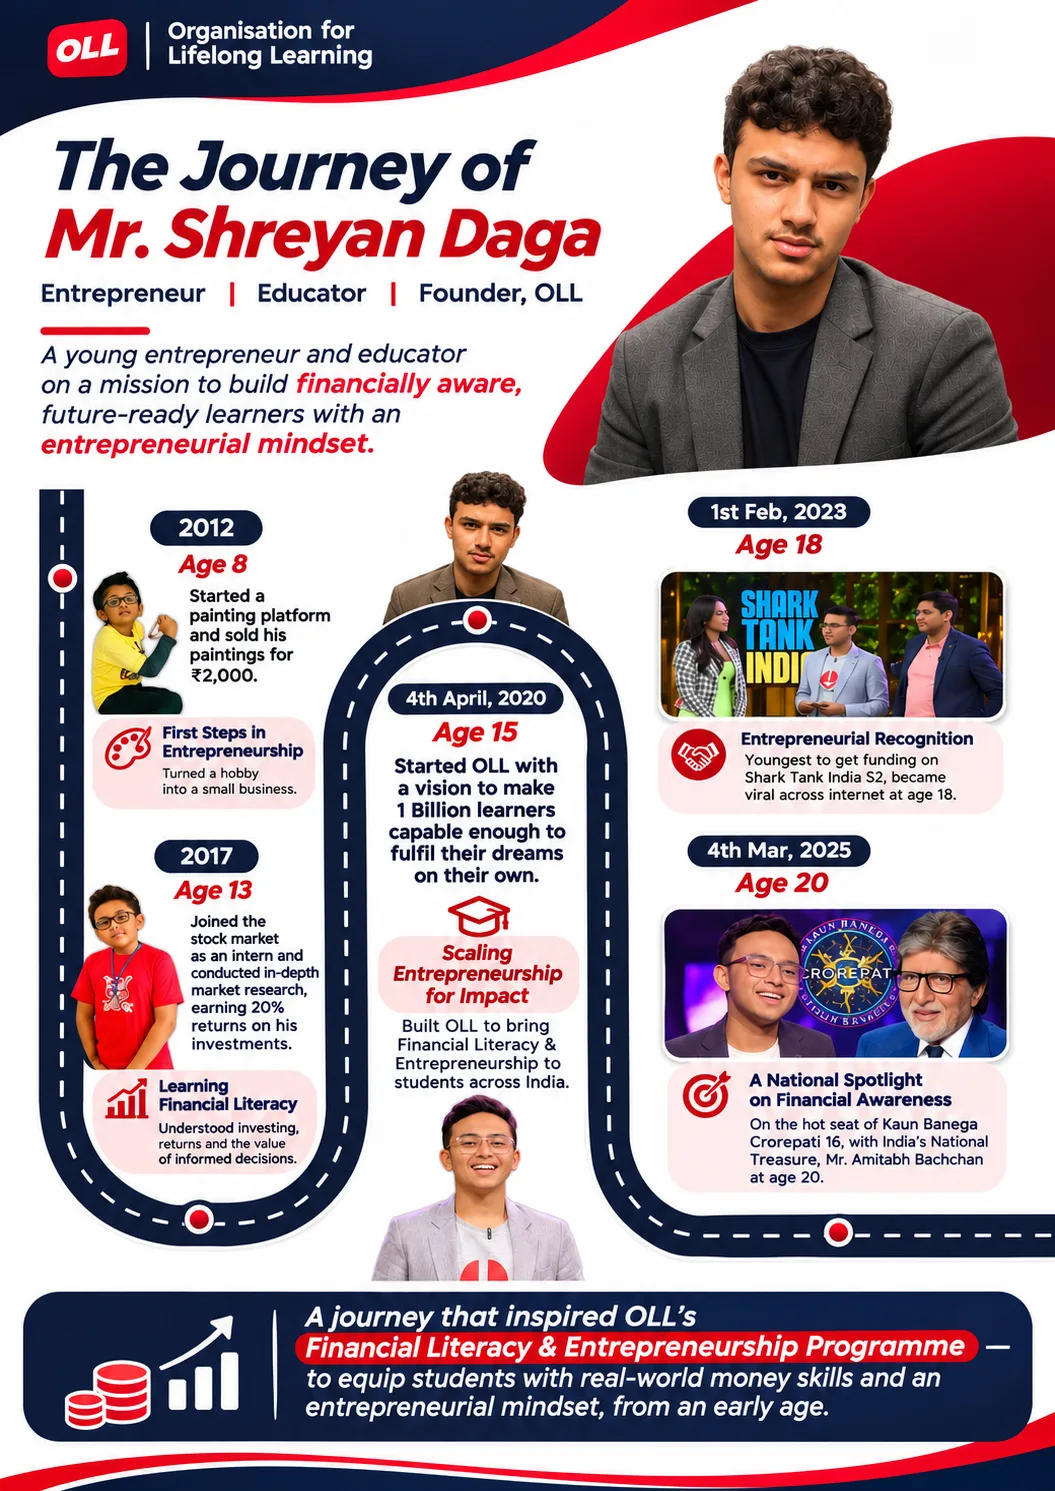 OLL
Organisation for
Lifelong Learning
The Journey of
Mr. Shreyan Daga
Entrepreneur | Educator | Founder, OLL
A young entrepreneur and educator
on a mission to build financially aware,
future-ready learners with an
entrepreneurial mindset.
2012
Age 8
Started a
painting platform
and sold his
paintings for
₹2,000.
First Steps in
Entrepreneurship
Turned a hobby
into a small business.
2017
Age 13
Joined the
stock market
as an intern and
conducted in-depth
market research,
earning 20%
returns on his
investments.
Learning
Financial Literacy
Understood investing,
returns and the value
of informed decisions.
4th April, 2020
Age 15
Started OLL with
a vision to make
1 Billion learners
capable enough to
fulfil their dreams
on their own.
Scaling
Entrepreneurship
for Impact
Built OLL to bring
Financial Literacy &
Entrepreneurship to
students across India.
1st Feb, 2023
Age 18
SHARK
TANK
INDI
Entrepreneurial Recognition
Youngest to get funding on
Shark Tank India S2, became
viral across internet at age 18.
4th Mar, 2025
Age 20
KAUN BANEGA
CROREPAT
A National Spotlight
on Financial Awareness
On the hot seat of Kaun Banega
Crorepati 16, with India's National
Treasure, Mr. Amitabh Bachchan
at age 20.
A journey that inspired OLL's
Financial Literacy & Entrepreneurship Programme —
to equip students with real-world money skills and an
entrepreneurial mindset, from an early age.